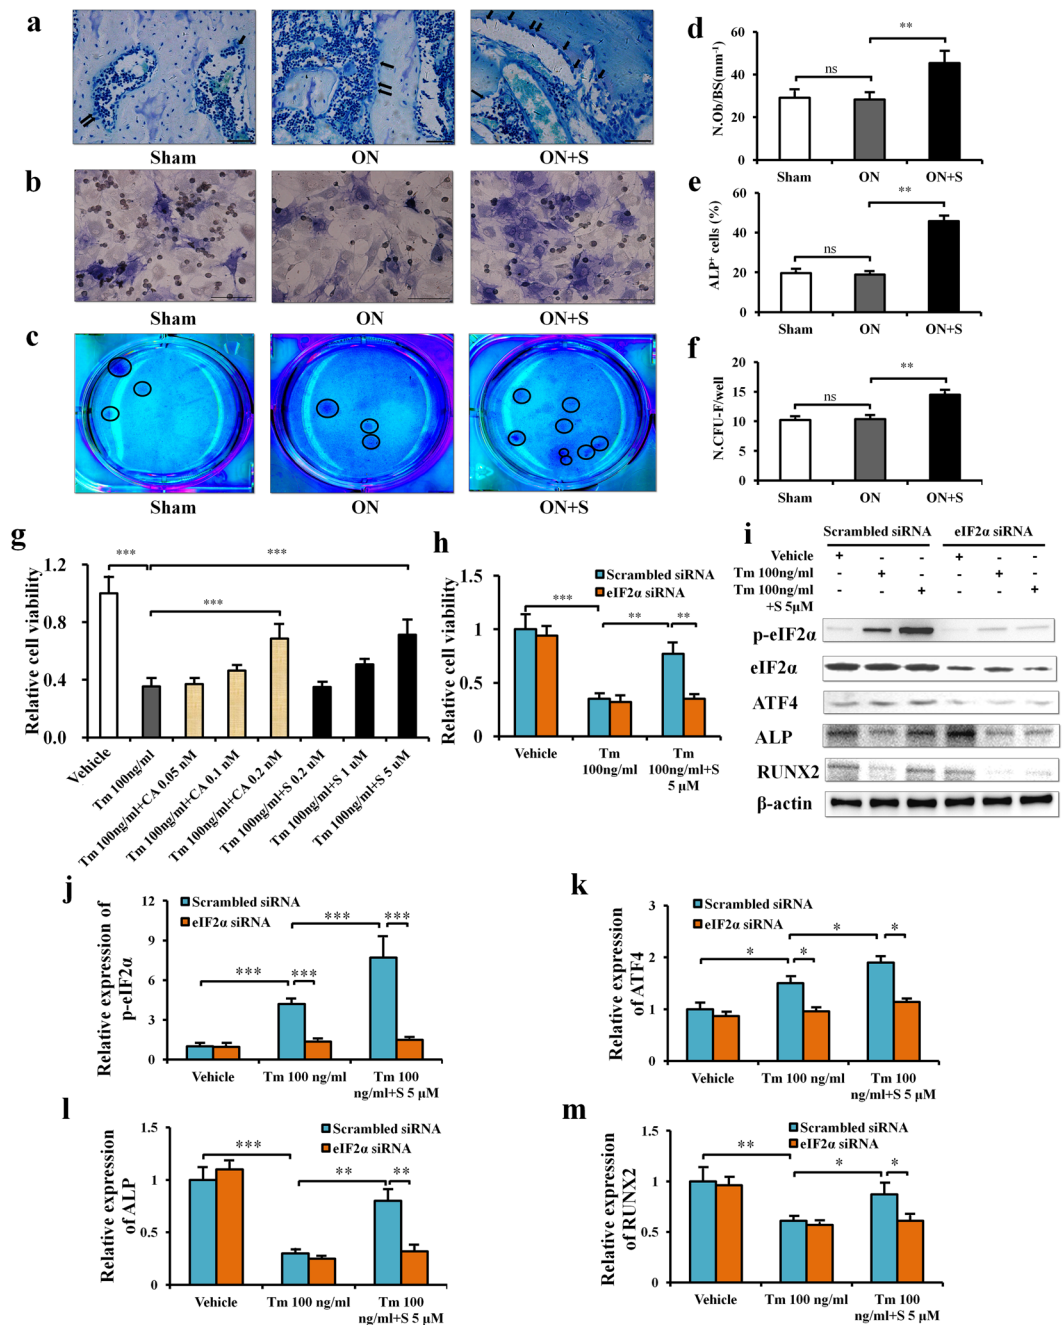 a
Sham
ON
ON+S
b
Sham
ON
ON+S
c
Sham
ON
ON+S
d
N.Ob/BS(mm⁻¹)
60
40
20
0
ns
**
Sham
ON
ON+S
e
ALP⁺ cells (%)
60
40
20
0
ns
**
Sham
ON
ON+S
f
N.CFU-F/well
20
15
10
5
0
ns
**
Sham
ON
ON+S
g
Relative cell viability
1.2
0.8
0.4
0.0
***
***
***
Vehicle
Tm 100ng/ml
Tm 100ng/ml+CA 0.05 nM
Tm 100ng/ml+CA 0.1 nM
Tm 100ng/ml+CA 0.2 nM
Tm 100ng/ml+S 0.2 uM
Tm 100ng/ml+S 1 uM
Tm 100ng/ml+S 5 uM
h
Relative cell viability
1.5
1
0.5
0
Scrambled siRNA
eIF2α siRNA
***
**
**
Vehicle
Tm
100ng/ml)
Tm
100ng/ml+S
5 μM
i
Scrambled siRNA
eIF2α siRNA
Vehicle + - - + - -
Tm 100ng/ml - + - - + -
Tm 100ng/ml - - + - - +
+S 5μM
p-eIF2α
eIF2α
ATF4
ALP
RUNX2
β-actin
j
Relative expression of
p-eIF2α
12
9
6
3
0
Scrambled siRNA
eIF2α siRNA
***
***
***
***
Vehicle
Tm 100 ng/ml
Tm 100
ng/ml+S 5 μM
k
Relative expression
of ATF4
3
2
1
0
Scrambled siRNA
eIF2α siRNA
*
*
*
*
Vehicle
Tm 100 ng/ml
Tm 100
ng/ml+S 5 μM
l
Relative expression
of ALP
1.5
1
0.5
0
Scrambled siRNA
eIF2α siRNA
***
**
**
Vehicle
Tm 100 ng/ml
Tm 100
ng/ml+S 5 μM
m
Relative expression
of RUNX2
1.5
1
0.5
0
Scrambled siRNA
eIF2α siRNA
**
*
*
Vehicle
Tm 100 ng/ml
Tm 100
ng/ml+S 5 μM